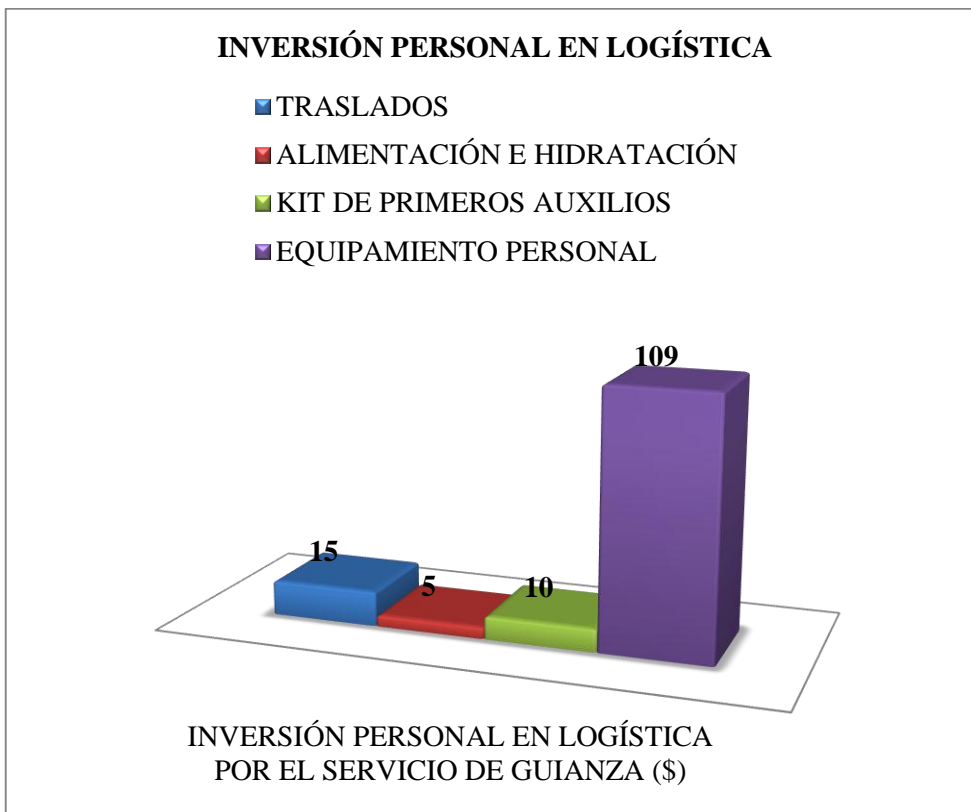 INVERSIÓN PERSONAL EN LOGÍSTICA
TRASLADOS
ALIMENTACIÓN E HIDRATACIÓN
KIT DE PRIMEROS AUXILIOS
EQUIPAMIENTO PERSONAL
109
15
5
10
INVERSIÓN PERSONAL EN LOGÍSTICA
POR EL SERVICIO DE GUIANZA ($)